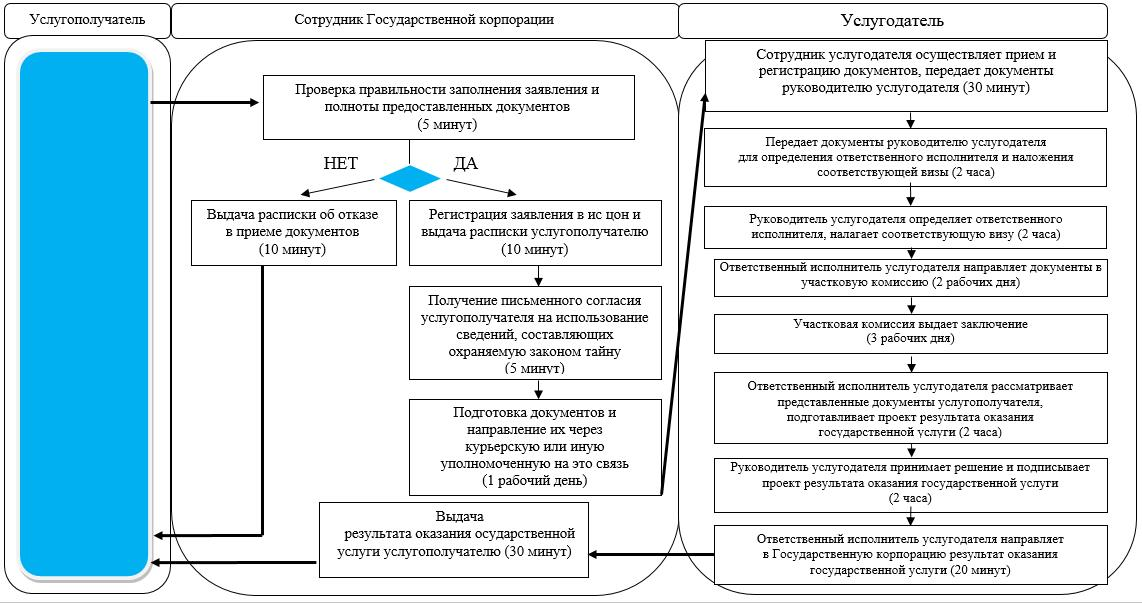 Услугополучатель
Сотрудник Государственной корпорации
Услугодатель
Проверка правильности заполнения заявления и
полноты предоставленных документов
(5 минут)
НЕТ
ДА
Выдача расписки об отказе
в приеме документов
(10 минут)
Регистрация заявления в ис цон и
выдача расписки услугополучателю
(10 минут)
Получение письменного согласия
услугополучателя на использование
сведений, составляющих
охраняемую законом тайну
(5 минут)
Подготовка документов и
направление их через
курьерскую или иную
уполномоченную на это связь
(1 рабочий день)
Выдача
результата оказания осударственной
услуги услугополучателю (30 минут)
Сотрудник услугодателя осуществляет прием и
регистрацию документов, передает документы
руководителю услугодателя (30 минут)
Передает документы руководителю услугодателя
для определения ответственного исполнителя и наложения
соответствующей визы (2 часа)
Руководитель услугодателя определяет ответственного
исполнителя, налагает соответствующую визу (2 часа)
Ответственный исполнитель услугодателя направляет документы в
участковую комиссию (2 рабочих дня)
Участковая комиссия выдает заключение
(3 рабочих дня)
Ответственный исполнитель услугодателя рассматривает
представленные документы услугополучателя,
подготавливает проект результата оказания
государственной услуги (2 часа)
Руководитель услугодателя принимает решение и подписывает
проект результата оказания государственной услуги
(2 часа)
Ответственный исполнитель услугодателя направляет
в Государственную корпорацию результат оказания
государственной услуги (20 минут)